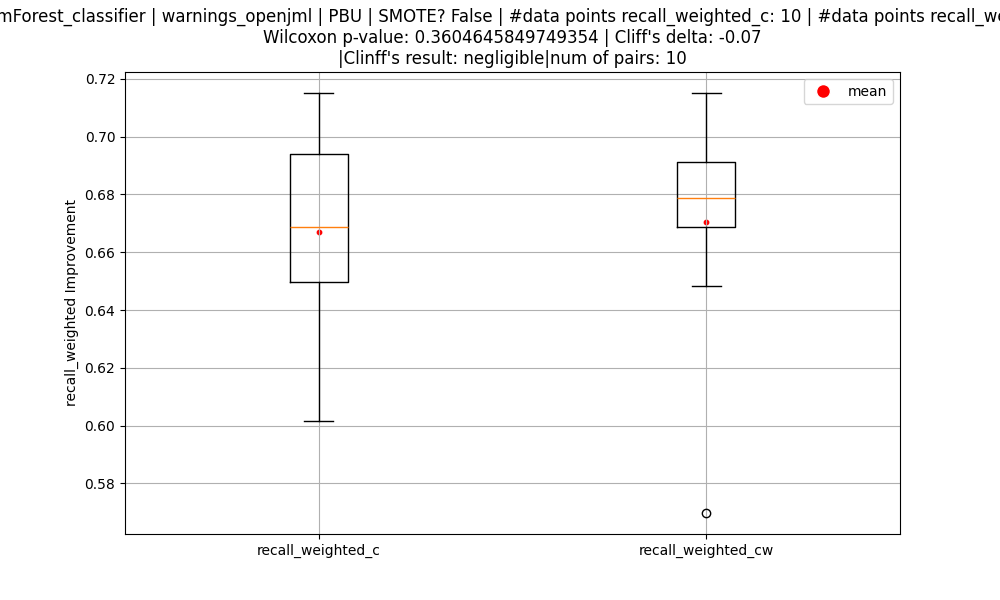 mForest_classifier | warnings_openjml | PBU | SMOTE? False | #data points recall_weighted_c: 10 | #data points recall_we
Wilcoxon p-value: 0.3604645849749354 | Cliff's delta: -0.07
|Clinff's result: negligible|num of pairs: 10
mean
0.72
0.70
0.68
0.66
0.64
0.62
0.60
0.58
recall_weighted Improvement
recall_weighted_c
recall_weighted_cw